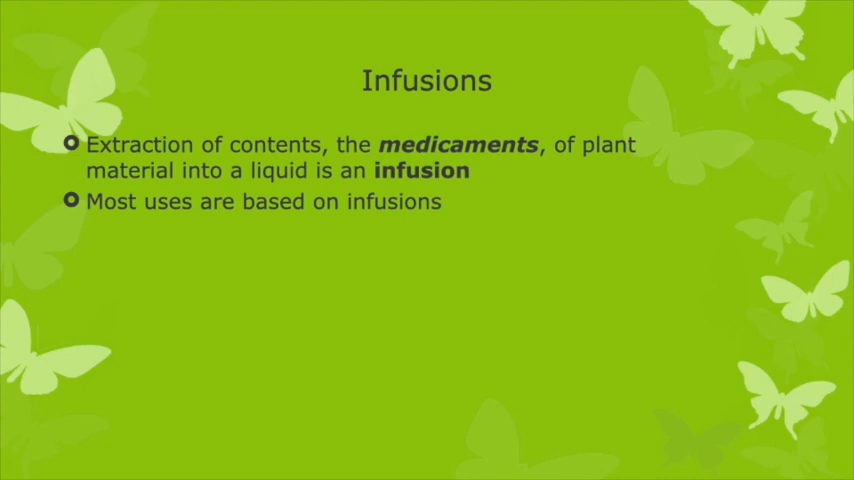 Infusions
Extraction of contents, the medicaments, of plant
material into a liquid is an infusion
Most uses are based on infusions